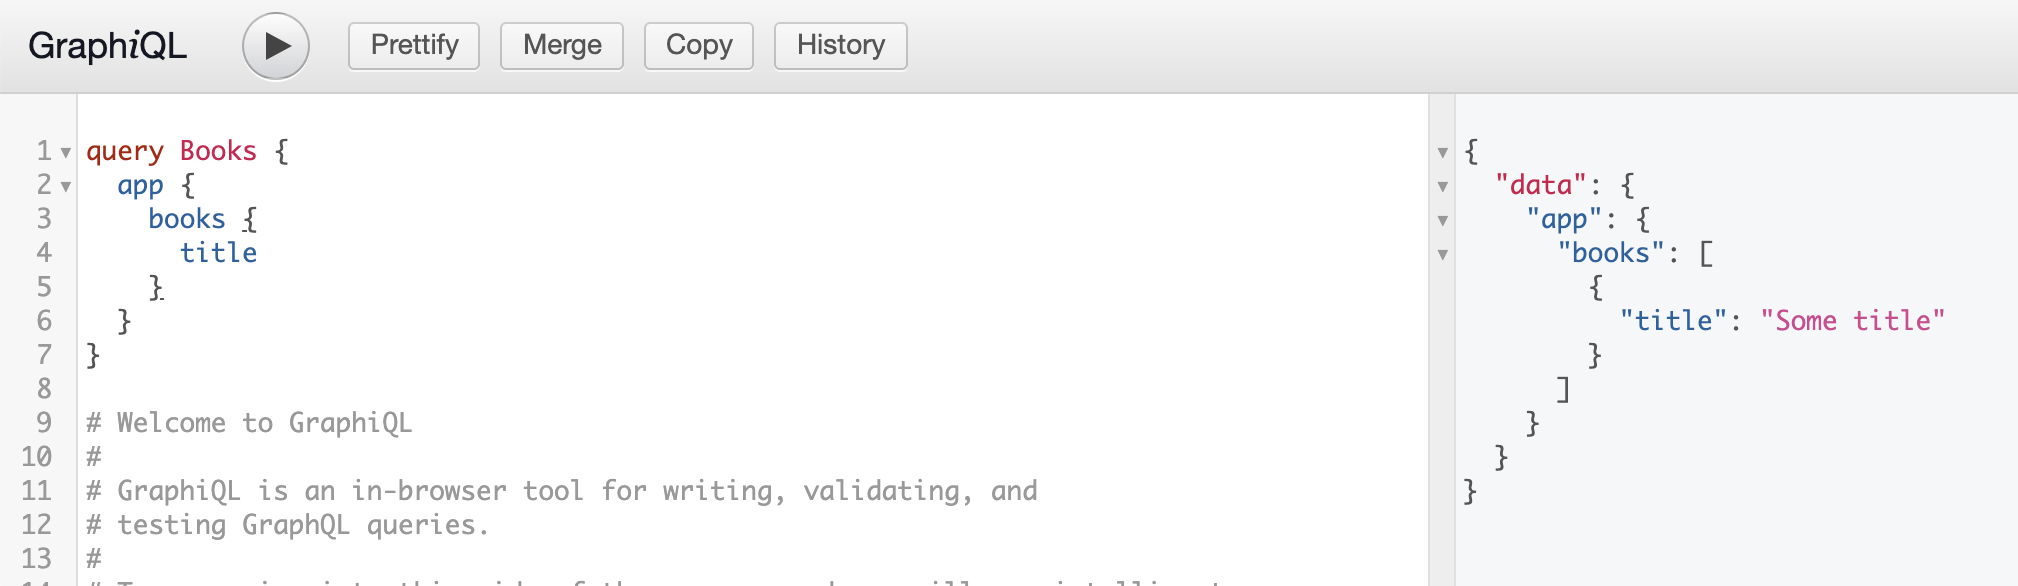 GraphiQL Prettify Merge Copy History
1 query Books {
2   app {
3     books {
4       title
5     }
6   }
7 }
8
9 # Welcome to GraphiQL
10 #
11 # GraphiQL is an in-browser tool for writing, validating, and
12 # testing GraphQL queries.
13 #
{
  "data": {
    "app": {
      "books": [
        {
          "title": "Some title"
        }
      ]
    }
  }
}